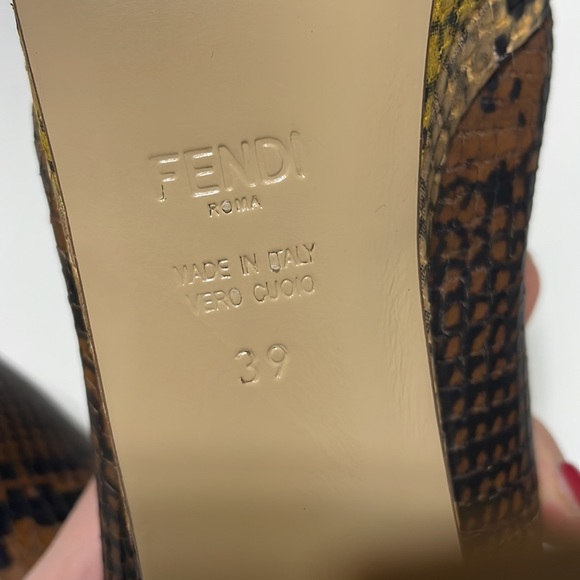 FENDI
ROMA
MADE IN ITALY
VERO CUOIO
39